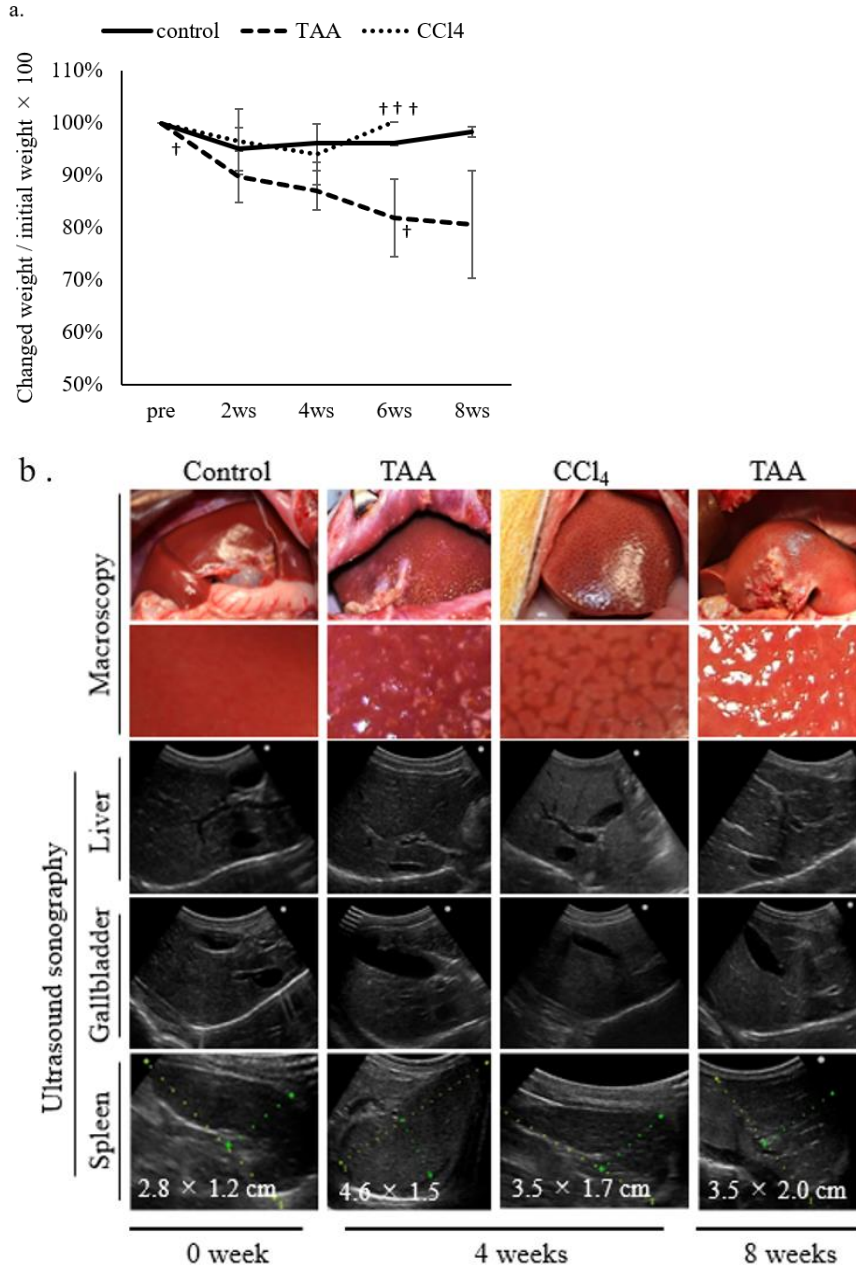 a.
control TAA CCl4
Changed weight / initial weight × 100
110%
100%
90%
80%
70%
60%
50%
† † †
†
†
pre 2ws 4ws 6ws 8ws
b .
Control TAA CCl₄ TAA
Macroscopy
Ultrasound sonography
Liver
Gallbladder
Spleen
2.8 × 1.2 cm 4.6 × 1.5 3.5 × 1.7 cm 3.5 × 2.0 cm
0 week 4 weeks 8 weeks